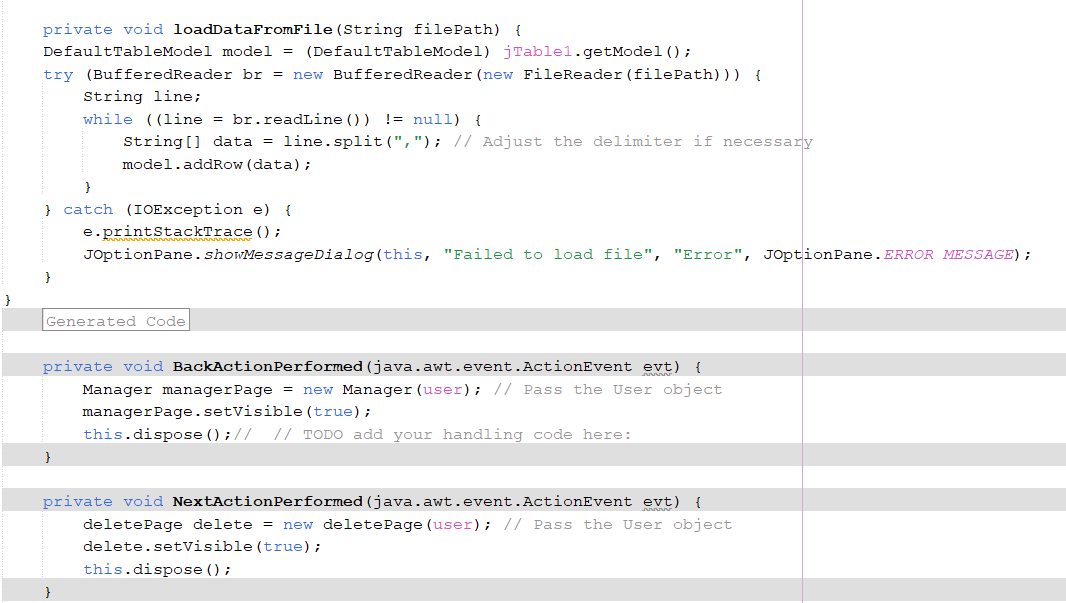 private void loadDataFromFile(String filePath) {
DefaultTableModel model = (DefaultTableModel) jTable1.getModel();
try (BufferedReader br = new BufferedReader(new FileReader(filePath))) {
String line;
while ((line = br.readLine()) != null) {
String[] data = line.split(","); // Adjust the delimiter if necessary
model.addRow(data);
}
} catch (IOException e) {
e.printStackTrace();
JOptionPane.showMessageDialog(this, "Failed to load file", "Error", JOptionPane.ERROR_MESSAGE);
}
}
Generated Code
private void BackActionPerformed(java.awt.event.ActionEvent evt) {
Manager managerPage = new Manager(user); // Pass the User object
managerPage.setVisible(true);
this.dispose();//  // TODO add your handling code here:
}
private void NextActionPerformed(java.awt.event.ActionEvent evt) {
deletePage delete = new deletePage(user); // Pass the User object
delete.setVisible(true);
this.dispose();
}